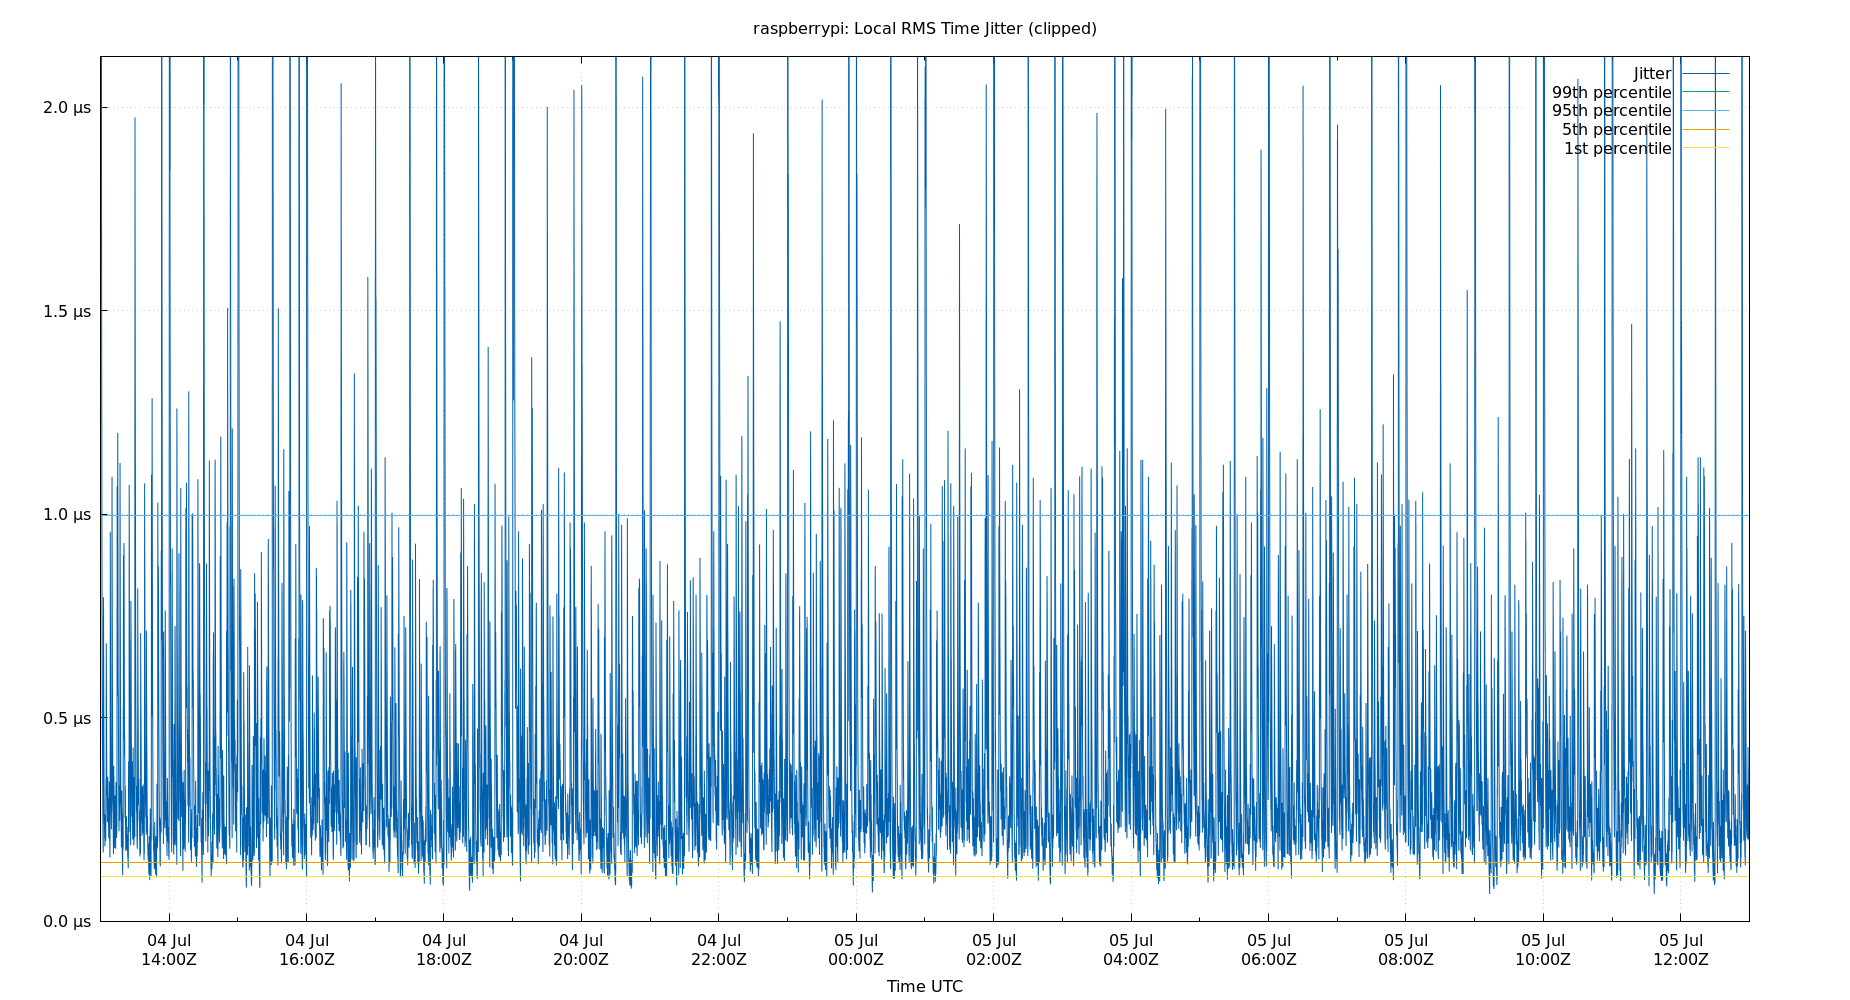 raspberrypi: Local RMS Time Jitter (clipped)
Jitter
99th percentile
95th percentile
5th percentile
1st percentile
2.0 μs
1.5 μs
1.0 μs
0.5 μs
0.0 μs
04 Jul 04 Jul 04 Jul 04 Jul 04 Jul 05 Jul 05 Jul 05 Jul 05 Jul 05 Jul 05 Jul 05 Jul
14:00Z 16:00Z 18:00Z 20:00Z 22:00Z 00:00Z 02:00Z 04:00Z 06:00Z 08:00Z 10:00Z 12:00Z
Time UTC